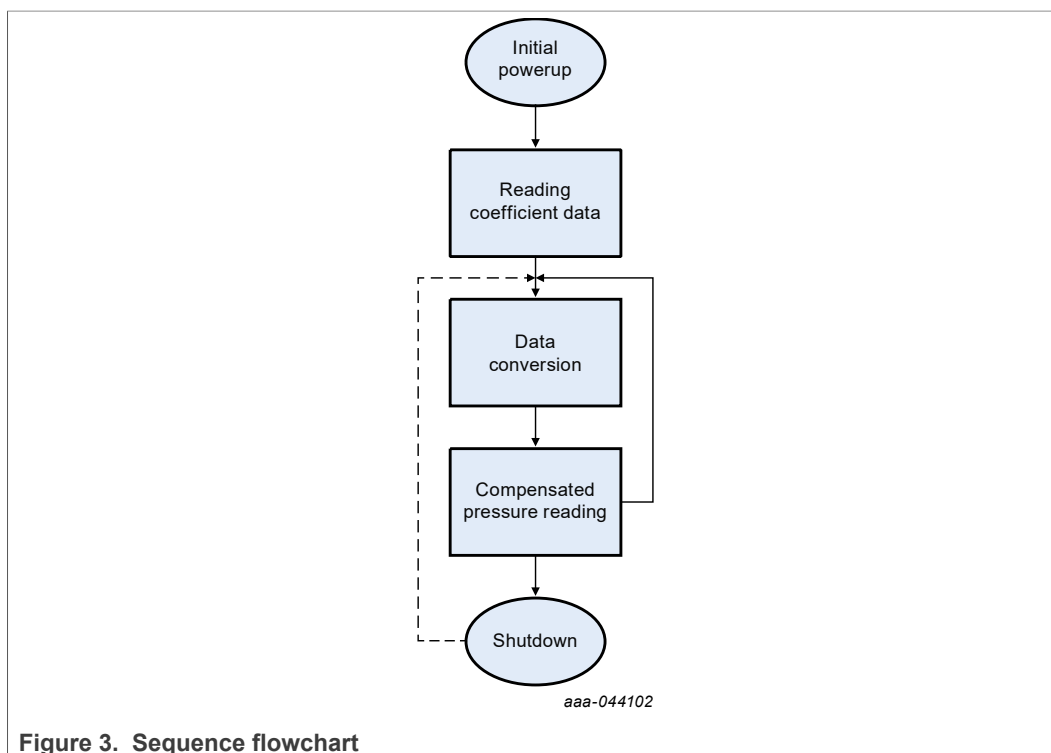 Initial
powerup
Reading
coefficient data
Data
conversion
Compensated
pressure reading
Shutdown
aaa-044102
Figure 3. Sequence flowchart